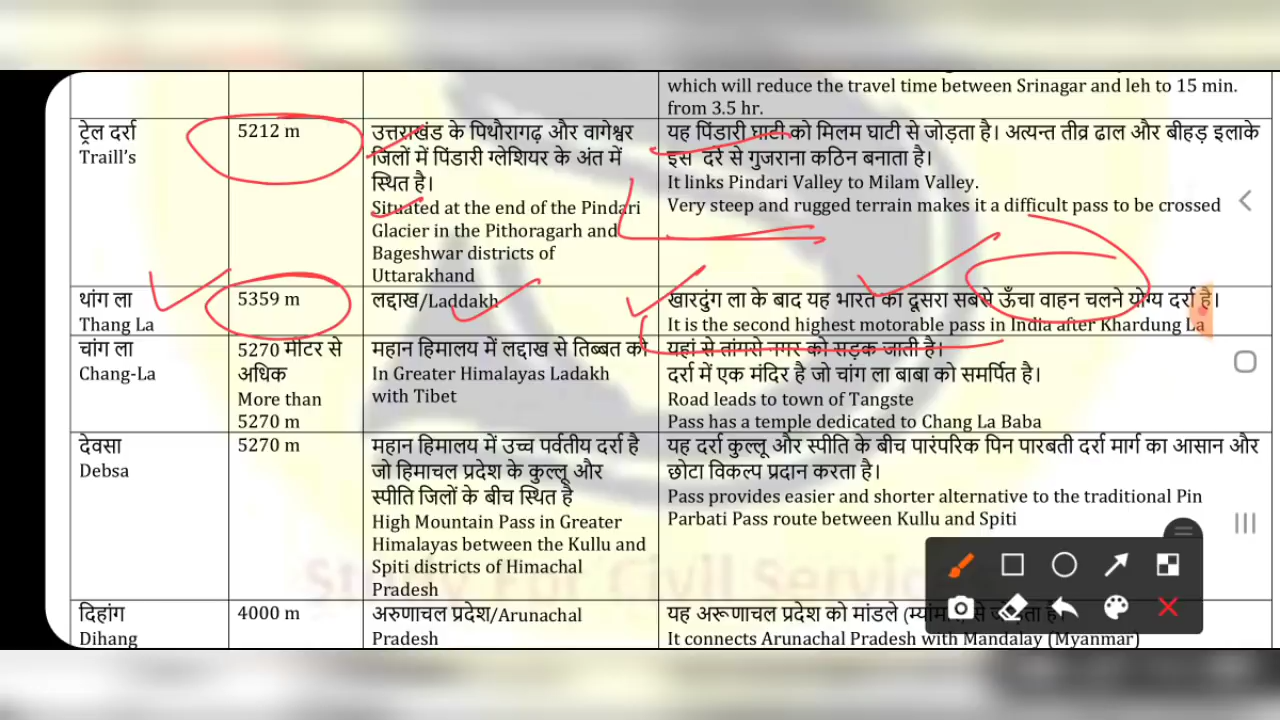 which will reduce the travel time between Srinagar and leh to 15 min.
from 3.5 hr.
ट्रेल दर्रा
Traill's
5212 m
उत्तराखंड के पिथौरागढ़ और वागेश्वर
जिलों में पिंडारी ग्लेशियर के अंत में
स्थित है।
Situated at the end of the Pindari
Glacier in the Pithoragarh and
Bageshwar districts of
Uttarakhand
यह पिंडारी घाटी को मिलम घाटी से जोड़ता है। अत्यन्त तीव्र ढाल और बीहड़ इलाके
इस दर्रे से गुजराना कठिन बनाता है।
It links Pindari Valley to Milam Valley.
Very steep and rugged terrain makes it a difficult pass to be crossed
थांग ला
Thang La
5359 m
लद्दाख/Laddakh
खारदुंग ला के बाद यह भारत का दूसरा सबसे ऊँचा वाहन चलने योग्य दर्रा है।
It is the second highest motorable pass in India after Khardung La
चांग ला
Chang-La
5270 मीटर से
अधिक
More than
5270 m
महान हिमालय में लद्दाख से तिब्बत को
In Greater Himalayas Ladakh
with Tibet
यहां से तांगसे नगर को सड़क जाती है।
दर्रा में एक मंदिर है जो चांग ला बाबा को समर्पित है।
Road leads to town of Tangste
Pass has a temple dedicated to Chang La Baba
देवसा
Debsa
5270 m
महान हिमालय में उच्च पर्वतीय दर्रा है
जो हिमाचल प्रदेश के कुल्लू और
स्पीति जिलों के बीच स्थित है
High Mountain Pass in Greater
Himalayas between the Kullu and
Spiti districts of Himachal
Pradesh
यह दर्रा कुल्लू और स्पीति के बीच पारंपरिक पिन पारबती दर्रा मार्ग का आसान और
छोटा विकल्प प्रदान करता है।
Pass provides easier and shorter alternative to the traditional Pin
Parbati Pass route between Kullu and Spiti
दिहांग
Dihang
4000 m
अरुणाचल प्रदेश/Arunachal
Pradesh
यह अरूणाचल प्रदेश को मांडले से है
It connects Arunachal Pradesh with Mandalay (Myanmar)
Study For Civil Services